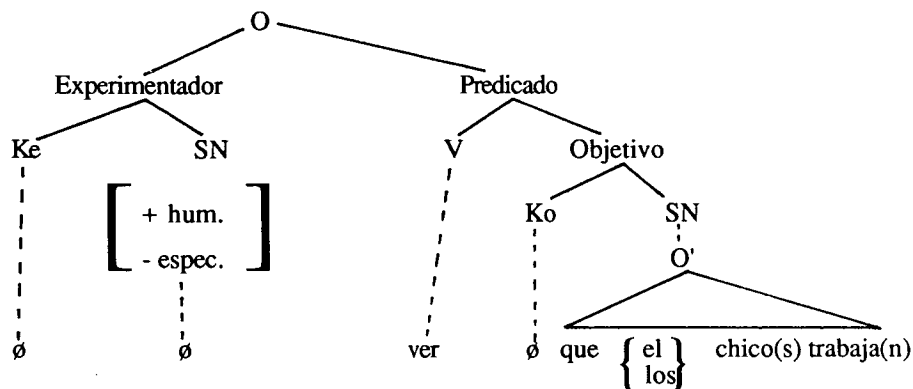 O
Experimentador Predicado
Ke SN V Objetivo
+ hum. Ko SN
- espec. O'
ø ø ver ø que { el chico(s) trabaja(n)
los }